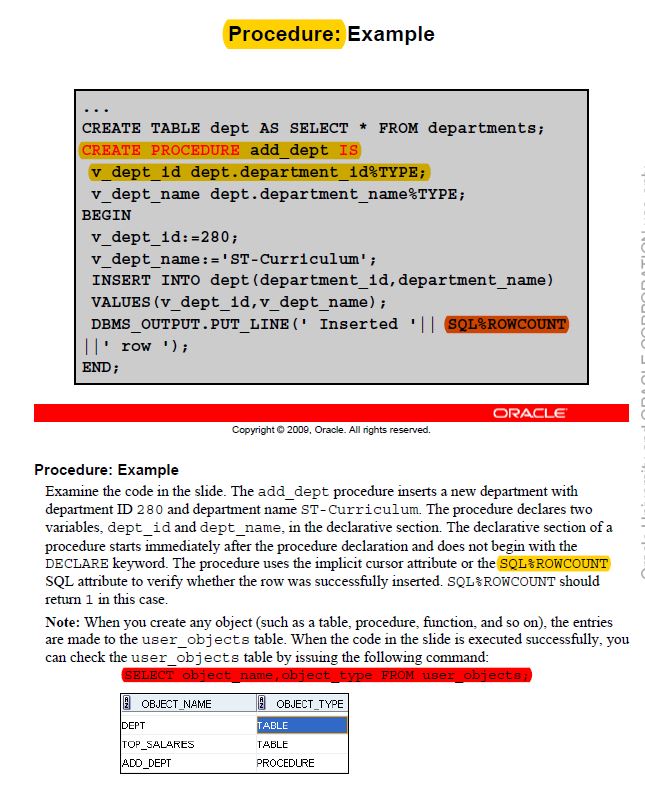 Procedure: Example
...
CREATE TABLE dept AS SELECT * FROM departments;
CREATE PROCEDURE add_dept IS
v_dept_id dept.department_id%TYPE;
v_dept_name dept.department_name%TYPE;
BEGIN
v_dept_id:=280;
v_dept_name:='ST-Curriculum';
INSERT INTO dept(department_id,department_name)
VALUES(v_dept_id,v_dept_name);
DBMS_OUTPUT.PUT_LINE(' Inserted '|| SQL%ROWCOUNT
||' row ');
END;
ORACLE
Copyright © 2009, Oracle. All rights reserved.
Procedure: Example
Examine the code in the slide. The add_dept procedure inserts a new department with
department ID 280 and department name ST-Curriculum. The procedure declares two
variables, dept_id and dept_name, in the declarative section. The declarative section of a
procedure starts immediately after the procedure declaration and does not begin with the
DECLARE keyword. The procedure uses the implicit cursor attribute or the SQL%ROWCOUNT
SQL attribute to verify whether the row was successfully inserted. SQL%ROWCOUNT should
return 1 in this case.
Note: When you create any object (such as a table, procedure, function, and so on), the entries
are made to the user_objects table. When the code in the slide is executed successfully, you
can check the user_objects table by issuing the following command:
SELECT object_name,object_type FROM user_objects;
OBJECT_NAME OBJECT_TYPE
DEPT TABLE
TOP_SALARIES TABLE
ADD_DEPT PROCEDURE